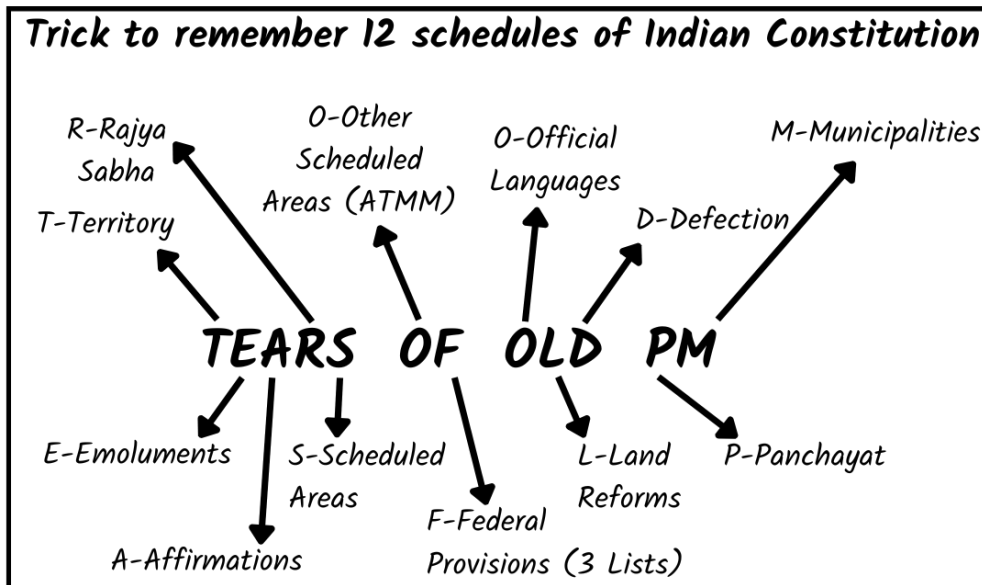 Trick to remember 12 schedules of Indian Constitution
R-Rajya
Sabha
T-Territory
O-Other
Scheduled
Areas (ATMM)
O-Official
Languages
D-Defection
M-Municipalities
TEARS OF OLD PM
E-Emoluments
A-Affirmations
S-Scheduled
Areas
F-Federal
Provisions (3 Lists)
L-Land
Reforms
P-Panchayat